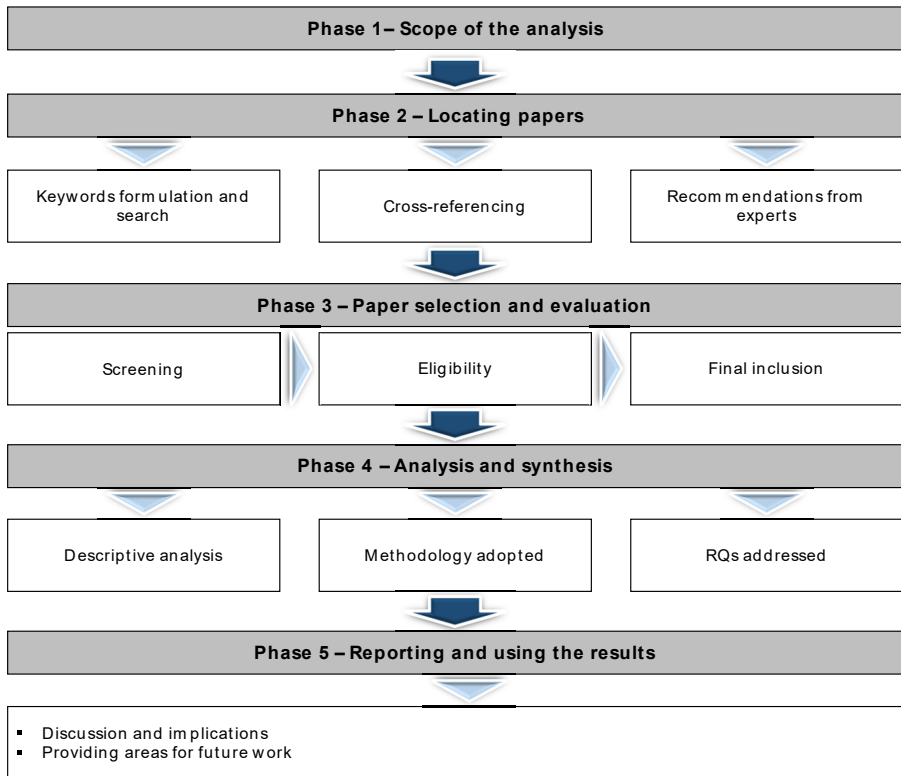 Phase 1 – Scope of the analysis
Phase 2 – Locating papers
Keywords formulation and
search
Cross-referencing
Recommendations from
experts
Phase 3 – Paper selection and evaluation
Screening
Eligibility
Final inclusion
Phase 4 – Analysis and synthesis
Descriptive analysis
Methodology adopted
RQs addressed
Phase 5 – Reporting and using the results
▪ Discussion and implications
▪ Providing areas for future work